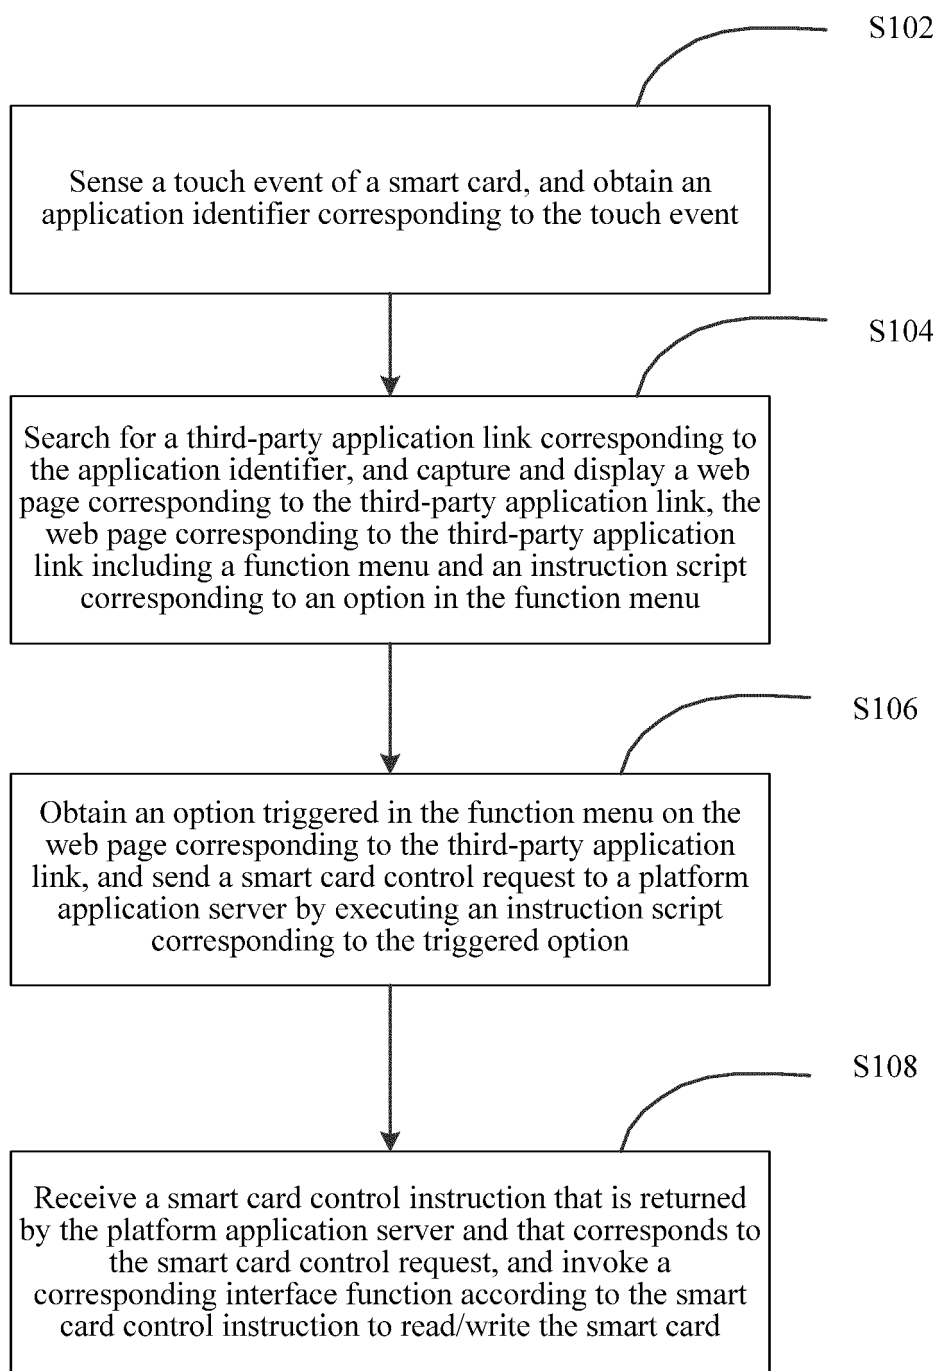 S102
Sense a touch event of a smart card, and obtain an
application identifier corresponding to the touch event
S104
Search for a third-party application link corresponding to
the application identifier, and capture and display a web
page corresponding to the third-party application link, the
web page corresponding to the third-party application
link including a function menu and an instruction script
corresponding to an option in the function menu
S106
Obtain an option triggered in the function menu on the
web page corresponding to the third-party application
link, and send a smart card control request to a platform
application server by executing an instruction script
corresponding to the triggered option
S108
Receive a smart card control instruction that is returned
by the platform application server and that corresponds to
the smart card control request, and invoke a
corresponding interface function according to the smart
card control instruction to read/write the smart card